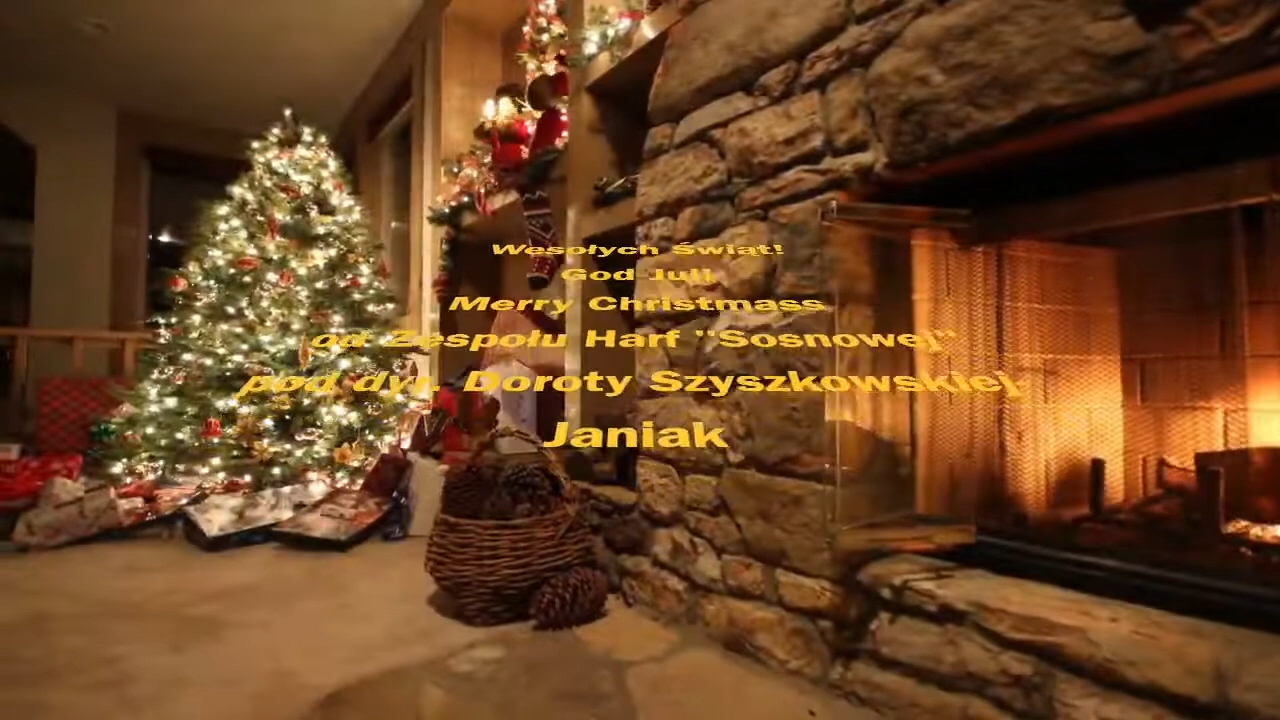 Wesołych Świąt!
God Jul!
Merry Christmass
od Zespołu Harf "Sosnowej"
pod dyr. Doroty Szyszkowskiej
Janiak